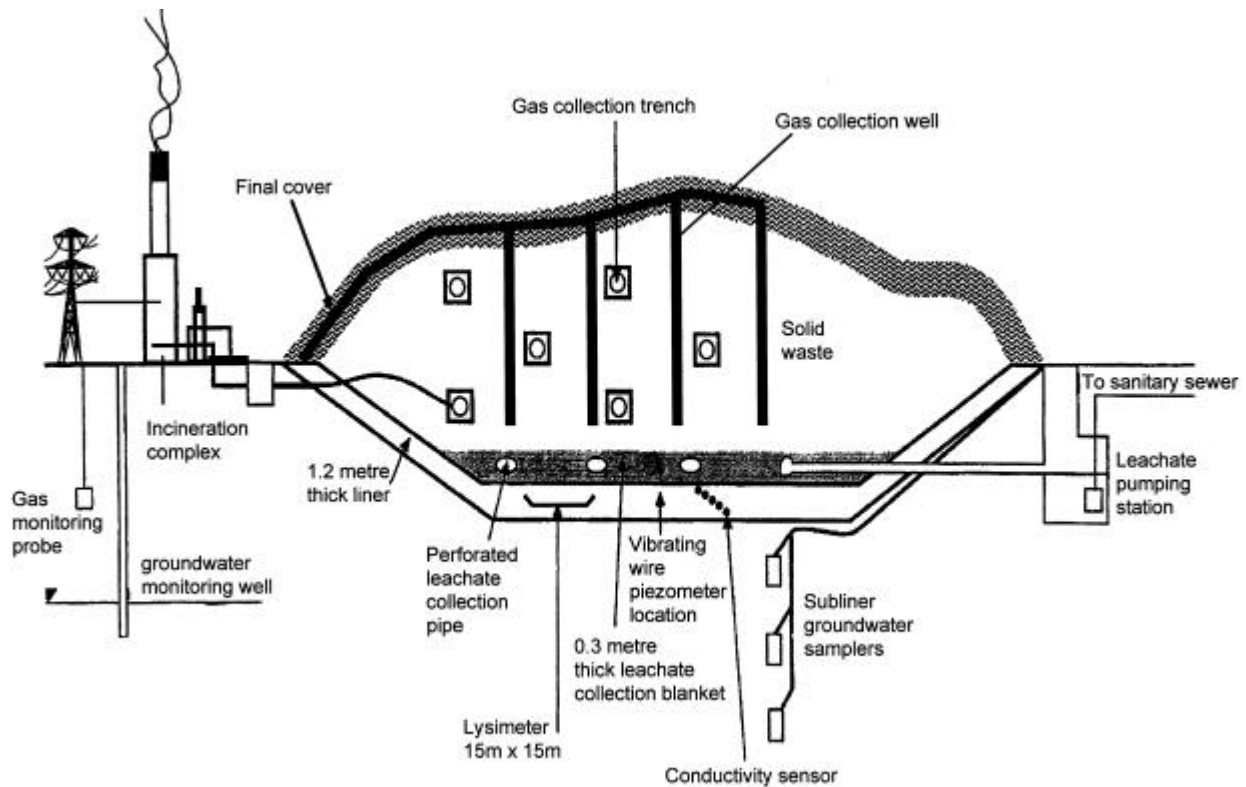 Gas collection trench
Gas collection well
Final cover
Solid
waste
To sanitary sewer
Incineration
complex
1.2 metre
thick liner
Leachate
pumping
station
Gas
monitoring
probe
groundwater
monitoring well
Perforated
leachate
collection
pipe
Vibrating
wire
piezometer
location
Subliner
groundwater
samplers
0.3 metre
thick leachate
collection blanket
Lysimeter
15m x 15m
Conductivity sensor